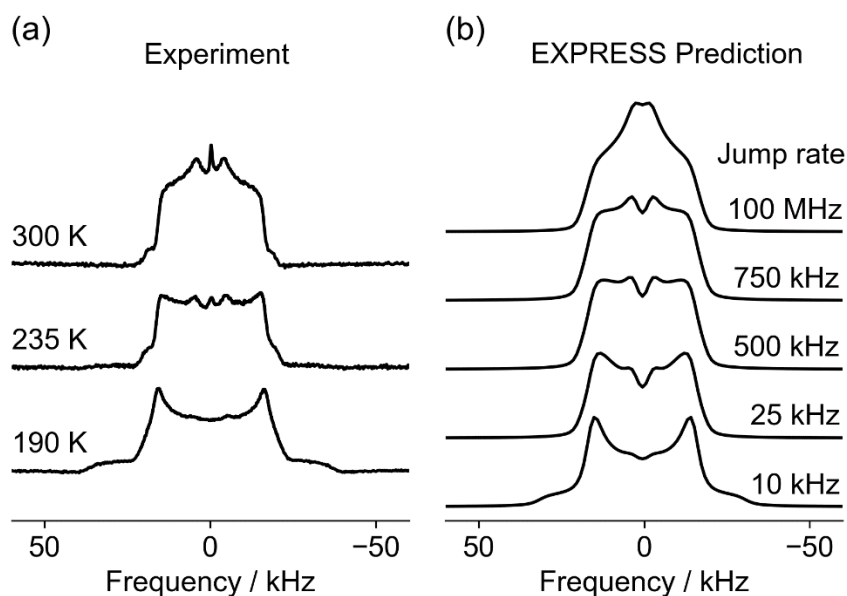 (a)
Experiment
300 K
235 K
190 K
50
0
−50
Frequency / kHz
(b)
EXPRESS Prediction
Jump rate
100 MHz
750 kHz
500 kHz
25 kHz
10 kHz
50
0
−50
Frequency / kHz